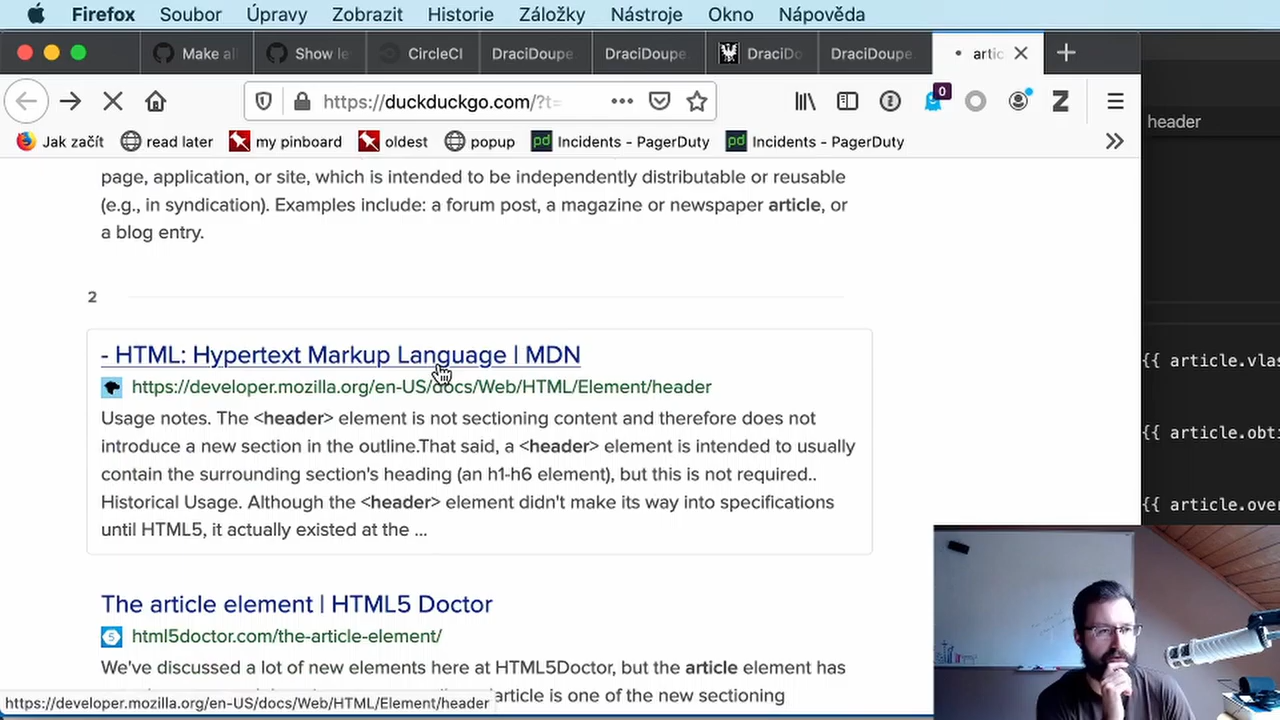 Firefox Soubor Úpravy Zobrazit Historie Záložky Nástroje Okno Nápověda
Make al Show le CircleCI DraciDoupe. DraciDoupe. DraciDo DraciDoupe. artic
https://duckduckgo.com/?t= 0 Z header
Jak začít read later my pinboard oldest popup pd Incidents - PagerDuty pd Incidents - PagerDuty
page, application, or site, which is intended to be independently distributable or reusable
(e.g., in syndication). Examples include: a forum post, a magazine or newspaper article, or
a blog entry.
2
- HTML: Hypertext Markup Language | MDN
https://developer.mozilla.org/en-US/docs/Web/HTML/Element/header
Usage notes. The <header> element is not sectioning content and therefore does not
introduce a new section in the outline.That said, a <header> element is intended to usually
contain the surrounding section's heading (an h1-h6 element), but this is not required..
Historical Usage. Although the <header> element didn't make its way into specifications
until HTML5, it actually existed at the ...
{{ article.vlas
{{ article.obti
{{ article.over
The article element | HTML5 Doctor
5 html5doctor.com/the-article-element/
We've discussed a lot of new elements here at HTML5Doctor, but the article element has
article is one of the new sectioning
https://developer.mozilla.org/en-US/docs/Web/HTML/Element/header